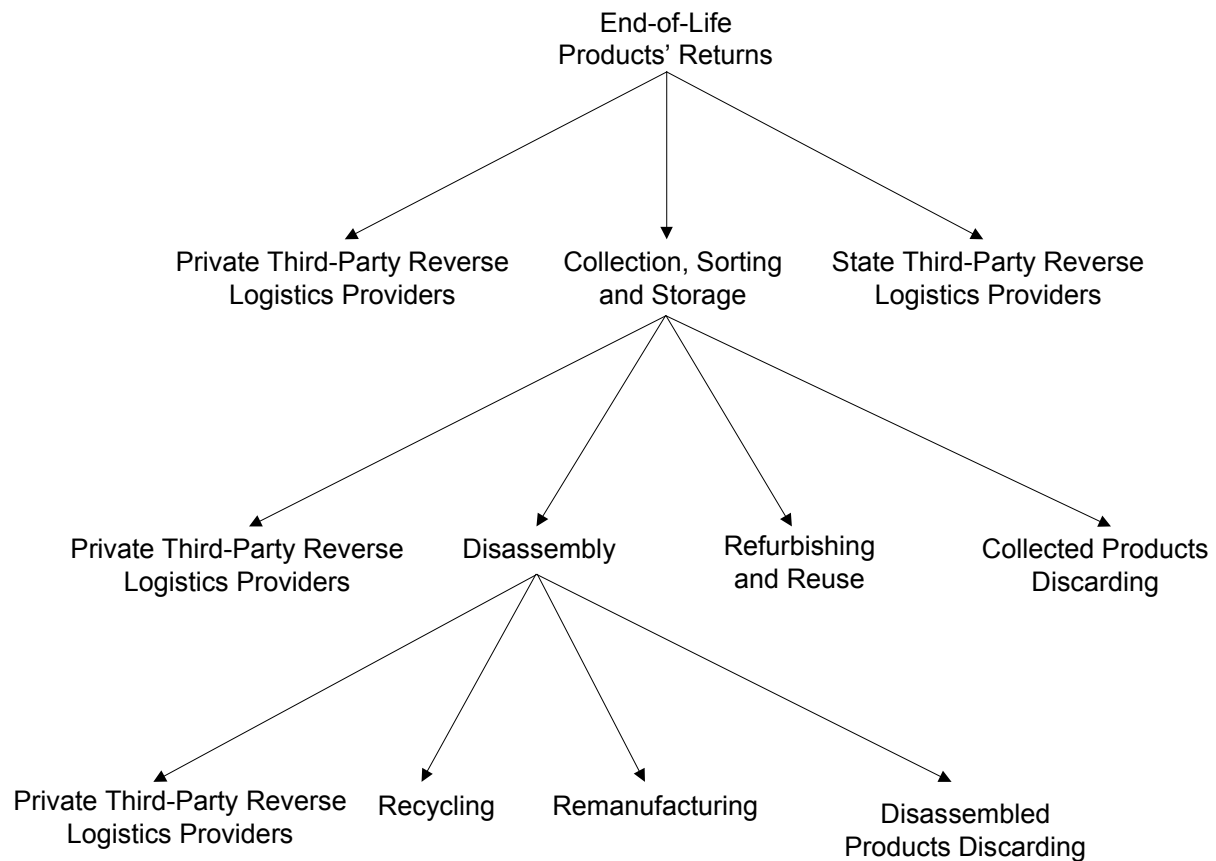 End-of-Life
Products’ Returns
Private Third-Party Reverse
Logistics Providers
Collection, Sorting
and Storage
State Third-Party Reverse
Logistics Providers
Private Third-Party Reverse
Logistics Providers
Disassembly
Refurbishing
and Reuse
Collected Products
Discarding
Private Third-Party Reverse
Logistics Providers
Recycling
Remanufacturing
Disassembled
Products Discarding